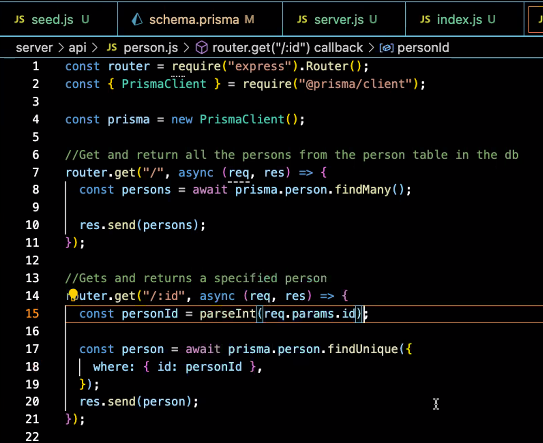 JS seed.js U schema.prisma M JS server.js U JS index.js U
server > api > JS person.js > router.get("/:id") callback > personId
1 const router = require("express").Router();
2 const { PrismaClient } = require("@prisma/client");
3
4 const prisma = new PrismaClient();
5
6 //Get and return all the persons from the person table in the db
7 router.get("/", async (req, res) => {
8 const persons = await prisma.person.findMany();
9
10 res.send(persons);
11 });
12
13 //Gets and returns a specified person
14 router.get("/:id", async (req, res) => {
15 const personId = parseInt(req.params.id);
16
17 const person = await prisma.person.findUnique({
18 where: { id: personId },
19 });
20 res.send(person);
21 });
22